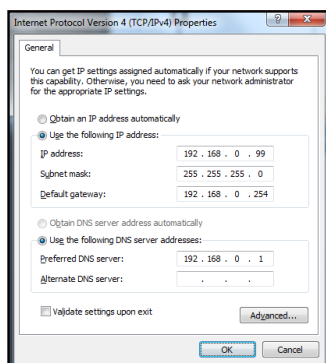 Internet Protocol Version 4 (TCP/IPv4) Properties
General
You can get IP settings assigned automatically if your network supports
this capability. Otherwise, you need to ask your network administrator
for the appropriate IP settings.
Obtain an IP address automatically
Use the following IP address:
IP address: 192 . 168 . 0 . 99
Subnet mask: 255 . 255 . 255 . 0
Default gateway: 192 . 168 . 0 . 254
Obtain DNS server address automatically
Use the following DNS server addresses:
Preferred DNS server: 192 . 168 . 0 . 1
Alternate DNS server: . . .
Validate settings upon exit
Advanced...
OK Cancel